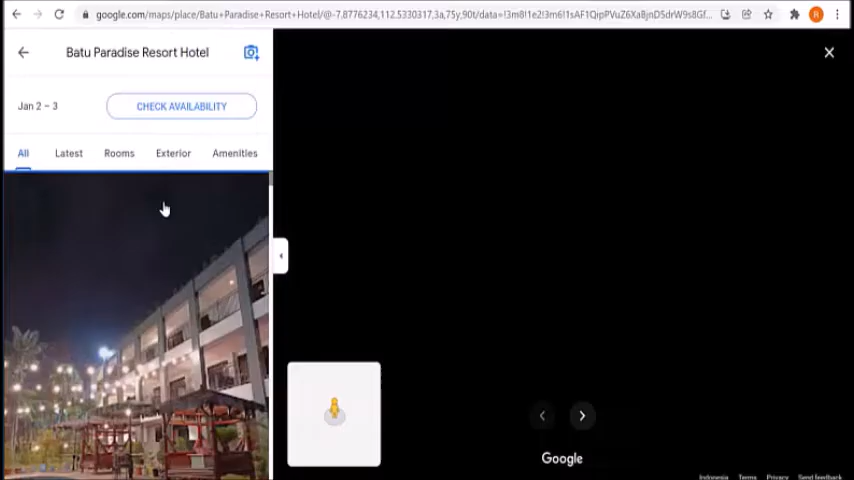 google.com/maps/place/Batu+Paradise+Resort+Hotel/@-7.8776234,112.5330317,3a,75y,90t/data=!3m8!1e2!3m6!1sAF1QipPVuZ6XaBjnD5drW9s8Gf...
R
Batu Paradise Resort Hotel
Jan 2 – 3
CHECK AVAILABILITY
All Latest Rooms Exterior Amenities
Google
Indonesia Terms Privacy Send feedback